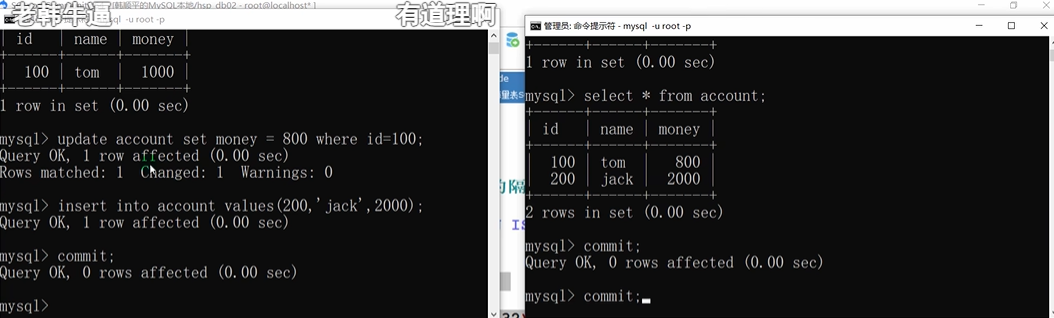 [韩顺平的MySQL本地/hsp_db02 - root@localhost*]
老韩牛逼
有道理啊
-u root -p
| id | name | money |
+------+------+-------+
| 100 | tom | 1000 |
+------+------+-------+
1 row in set (0.00 sec)
mysql> update account set money = 800 where id=100;
Query OK, 1 row affected (0.00 sec)
Rows matched: 1 Changed: 1 Warnings: 0
mysql> insert into account values(200,'jack',2000);
Query OK, 1 row affected (0.00 sec)
mysql> commit;
Query OK, 0 rows affected (0.00 sec)
mysql>
de
的隔
IS
管理员: 命令提示符 - mysql -u root -p
+------+------+-------+
1 row in set (0.00 sec)
mysql> select * from account;
+------+------+-------+
| id | name | money |
+------+------+-------+
| 100 | tom | 800 |
| 200 | jack | 2000 |
+------+------+-------+
2 rows in set (0.00 sec)
mysql> commit;
Query OK, 0 rows affected (0.00 sec)
mysql> commit;